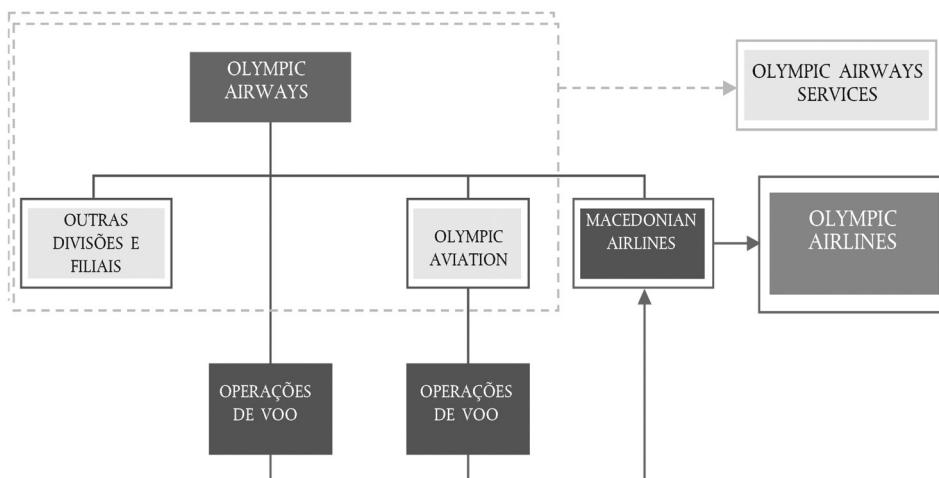 OLYMPIC
AIRWAYS
OLYMPIC AIRWAYS
SERVICES
OUTRAS
DIVISÕES E
FILIAIS
OLYMPIC
AVIATION
MACEDONIAN
AIRLINES
OLYMPIC
AIRLINES
OPERAÇÕES
DE VOO
OPERAÇÕES
DE VOO